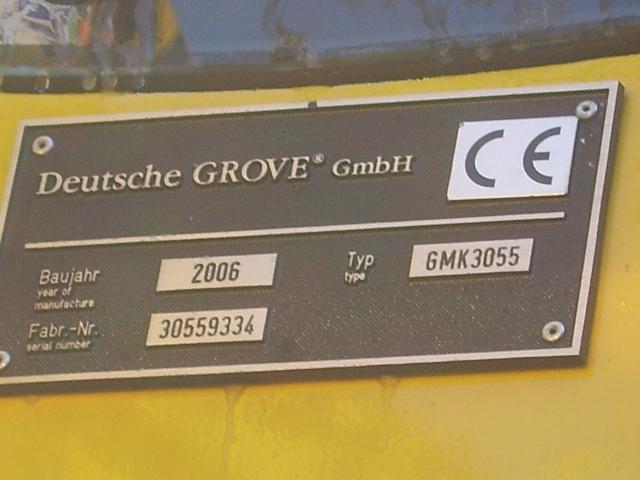 Deutsche GROVE® GmbH
CE
Baujahr 2006 Typ GMK3055
year of type
manufacture
Fabr.-Nr. 30559334
serial number